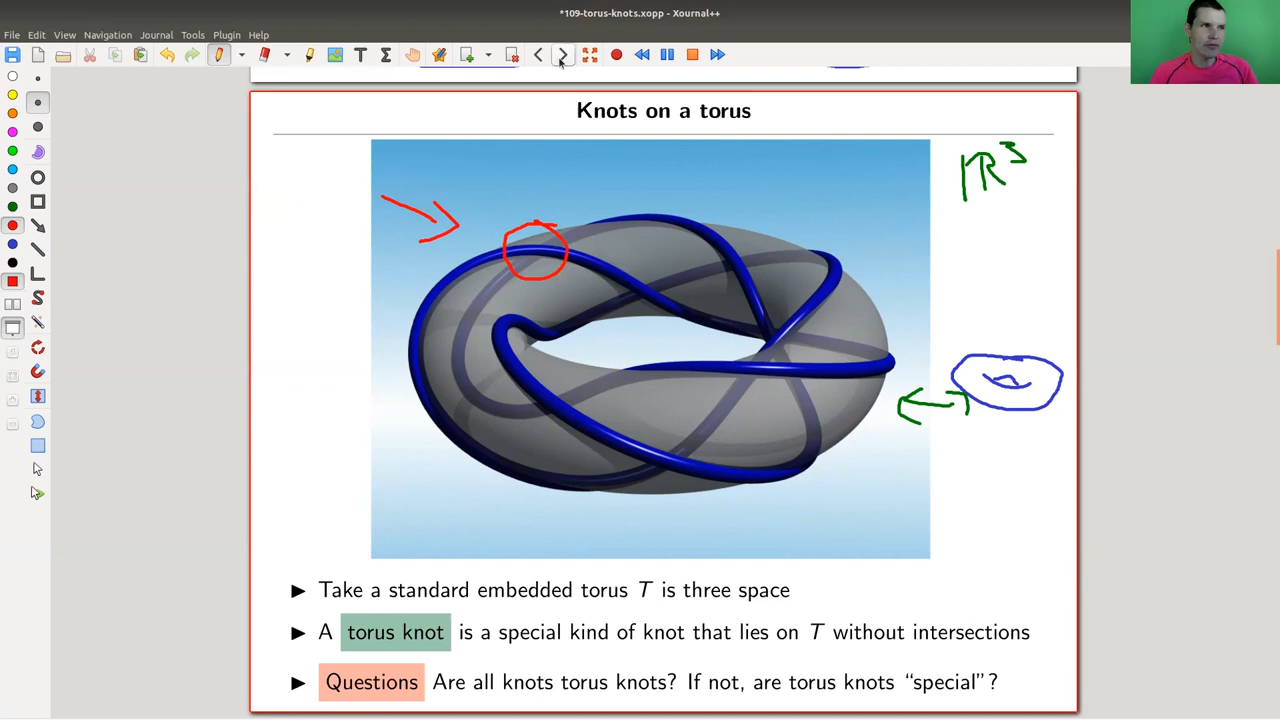 *109-torus-knots.xopp - Xournal++
File Edit View Navigation Journal Tools Plugin Help
Knots on a torus
ℝ³
▶ Take a standard embedded torus T is three space
▶ A torus knot is a special kind of knot that lies on T without intersections
▶ Questions Are all knots torus knots? If not, are torus knots “special”?